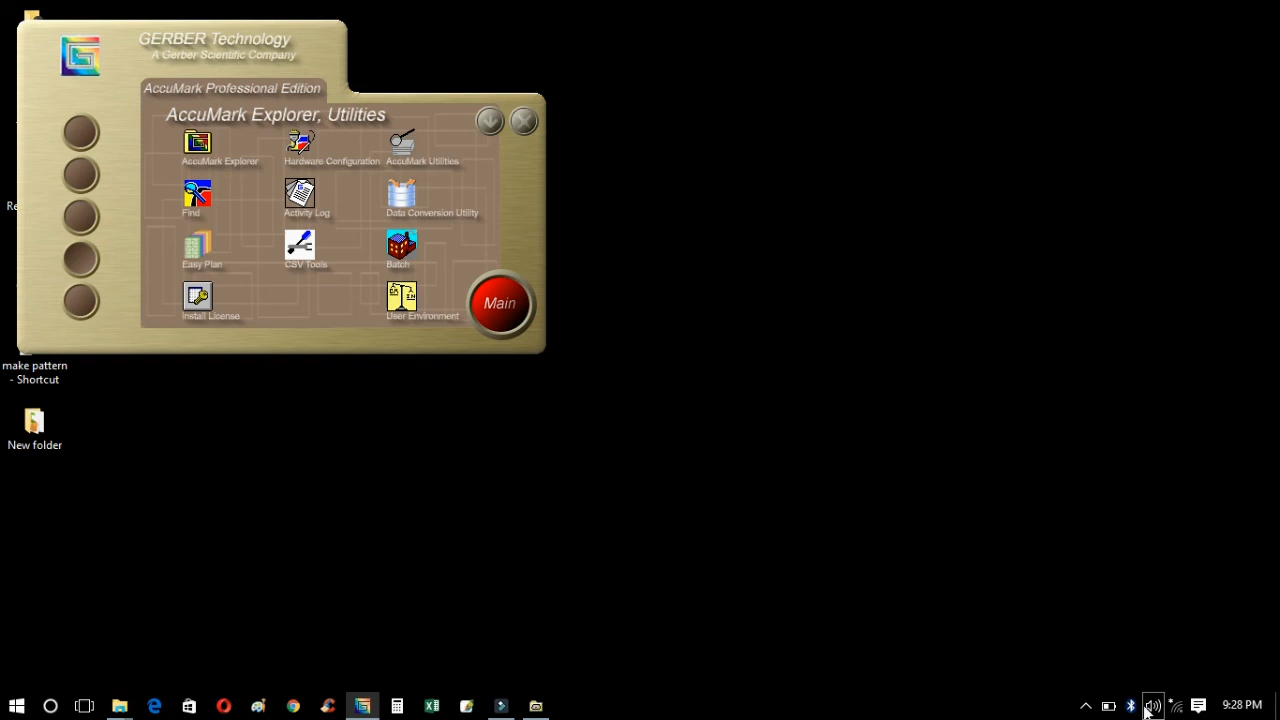 GERBER Technology
A Gerber Scientific Company
AccuMark Professional Edition
AccuMark Explorer, Utilities
AccuMark Explorer
Hardware Configuration
AccuMark Utilities
Find
Activity Log
Data Conversion Utility
Easy Plan
CSV Tools
Batch
Install License
User Environment
Main
Re
make pattern
- Shortcut
New folder
9:28 PM